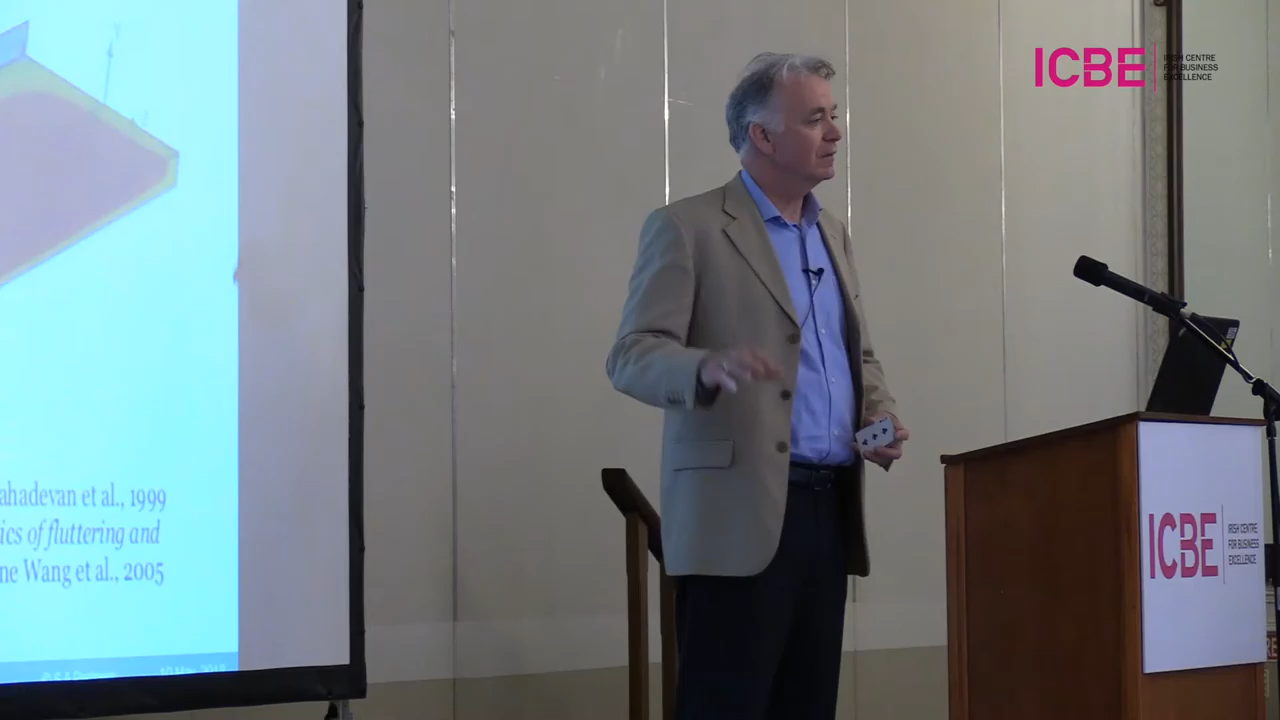 ICBE
IRISH CENTRE
FOR BUSINESS
EXCELLENCE
ahadevan et al., 1999
ics of fluttering and
ne Wang et al., 2005
ICBE
IRISH CENTRE
FOR BUSINESS
EXCELLENCE